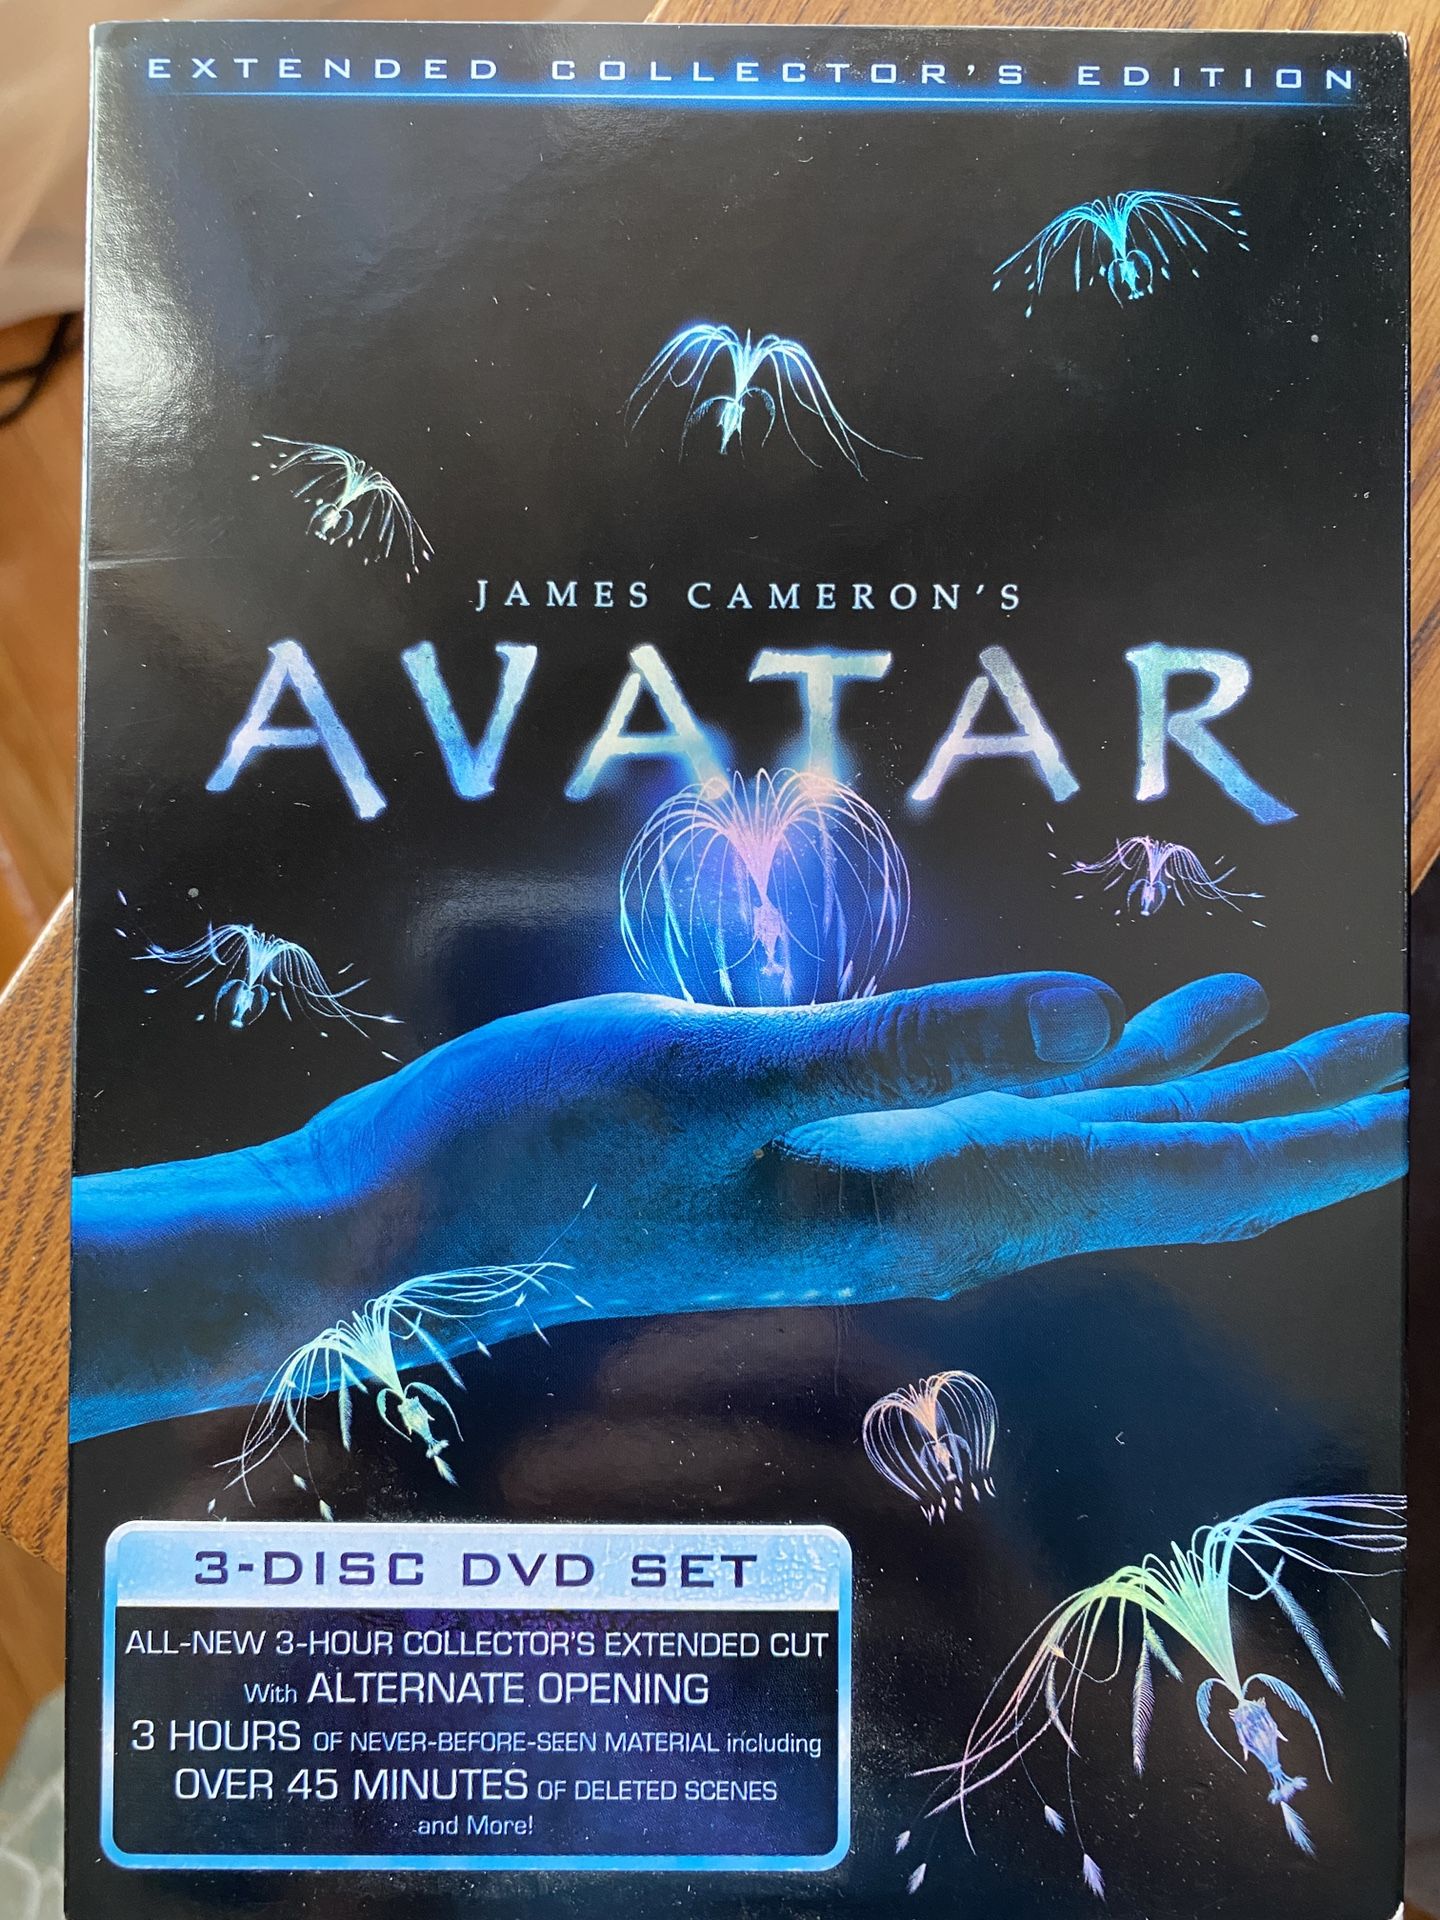 EXTENDED COLLECTOR'S EDITION
JAMES CAMERON'S
AVATAR
3-DISC DVD SET
ALL-NEW 3-HOUR COLLECTOR'S EXTENDED CUT
With ALTERNATE OPENING
3 HOURS OF NEVER-BEFORE-SEEN MATERIAL including
OVER 45 MINUTES OF DELETED SCENES
and More!